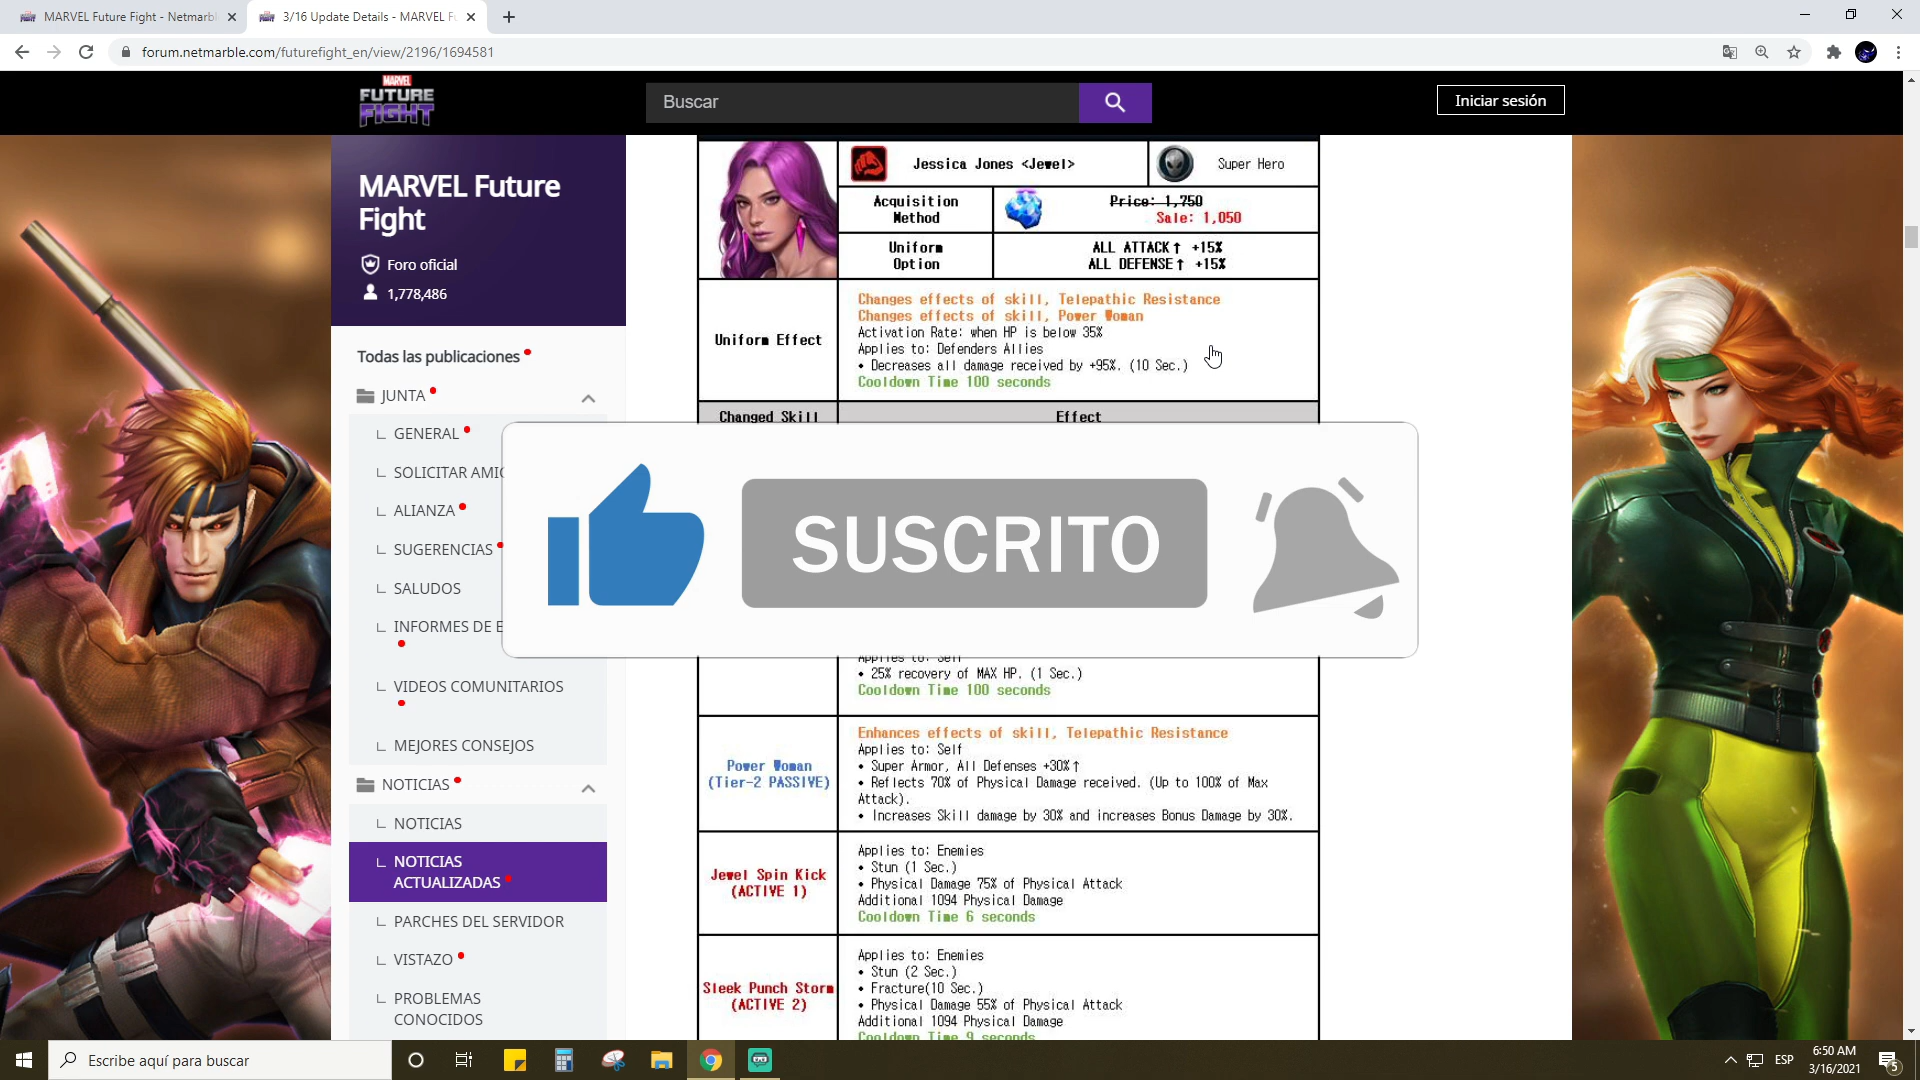 MARVEL Future Fight - Netmarbl
3/16 Update Details - MARVEL Fu
forum.netmarble.com/futurefight_en/view/2196/1694581
MARVEL
FUTURE
FIGHT
Buscar
Iniciar sesión
MARVEL Future
Fight
Foro oficial
1,778,486
Todas las publicaciones
JUNTA
GENERAL
SOLICITAR AMIC
ALIANZA
SUGERENCIAS
SALUDOS
INFORMES DE E
VIDEOS COMUNITARIOS
MEJORES CONSEJOS
NOTICIAS
NOTICIAS
NOTICIAS
ACTUALIZADAS
PARCHES DEL SERVIDOR
VISTAZO
PROBLEMAS
CONOCIDOS
Jessica Jones <Jewel>
Super Hero
Acquisition
Method
Price: 1,750
Sale: 1,050
Uniform
Option
ALL ATTACK↑ +15%
ALL DEFENSE↑ +15%
Uniform Effect
Changes effects of skill, Telepathic Resistance
Changes effects of skill, Power Woman
Activation Rate: when HP is below 35%
Applies to: Defenders Allies
• Decreases all damage received by +95%. (10 Sec.)
Cooldown Time 100 seconds
Changed Skill
Effect
SUSCRITO
Applies to: Self
• 25% recovery of MAX HP. (1 Sec.)
Cooldown Time 100 seconds
Power Woman
(Tier-2 PASSIVE)
Enhances effects of skill, Telepathic Resistance
Applies to: Self
• Super Armor, All Defenses +30%↑
• Reflects 70% of Physical Damage received. (Up to 100% of Max
Attack).
• Increases Skill damage by 30% and increases Bonus Damage by 30%.
Jewel Spin Kick
(ACTIVE 1)
Applies to: Enemies
• Stun (1 Sec.)
• Physical Damage 75% of Physical Attack
Additional 1094 Physical Damage
Cooldown Time 6 seconds
Sleek Punch Storm
(ACTIVE 2)
Applies to: Enemies
• Stun (2 Sec.)
• Fracture(10 Sec.)
• Physical Damage 55% of Physical Attack
Additional 1094 Physical Damage
Cooldown Time 9 seconds
Escribe aquí para buscar
ESP
6:50 AM
3/16/2021
5